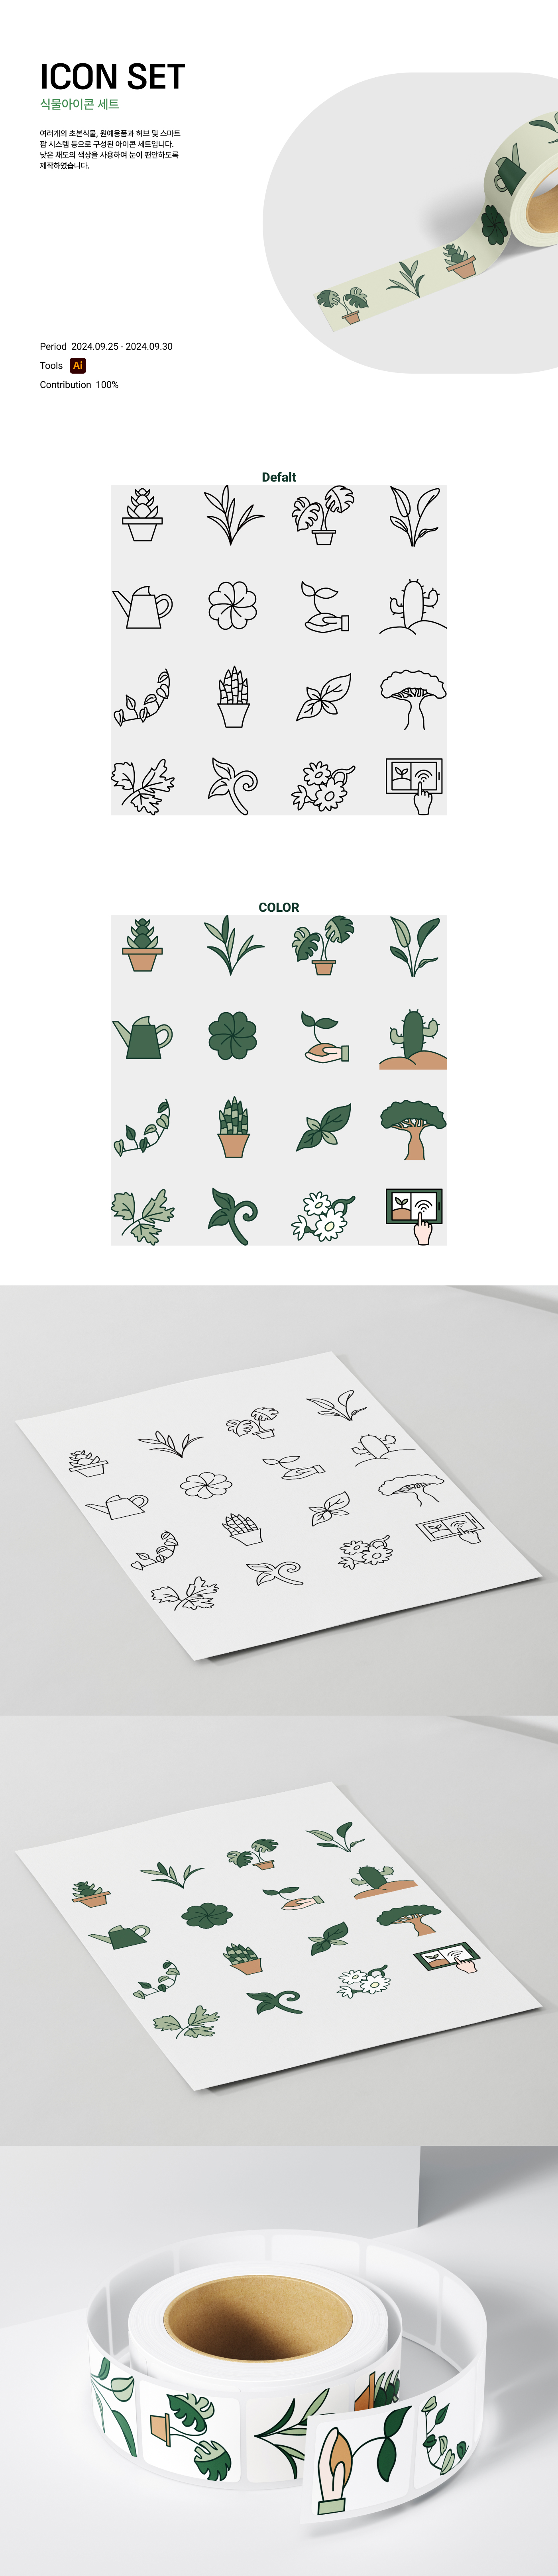 ICON SET
식물아이콘 세트
여러개의 초본식물, 원예용품과 허브 및 스마트
팜 시스템 등으로 구성된 아이콘 세트입니다.
낮은 채도의 색상을 사용하여 눈이 편안하도록
제작하였습니다.
Period 2024.09.25 - 2024.09.30
Tools Ai
Contribution 100%
Defalt
COLOR